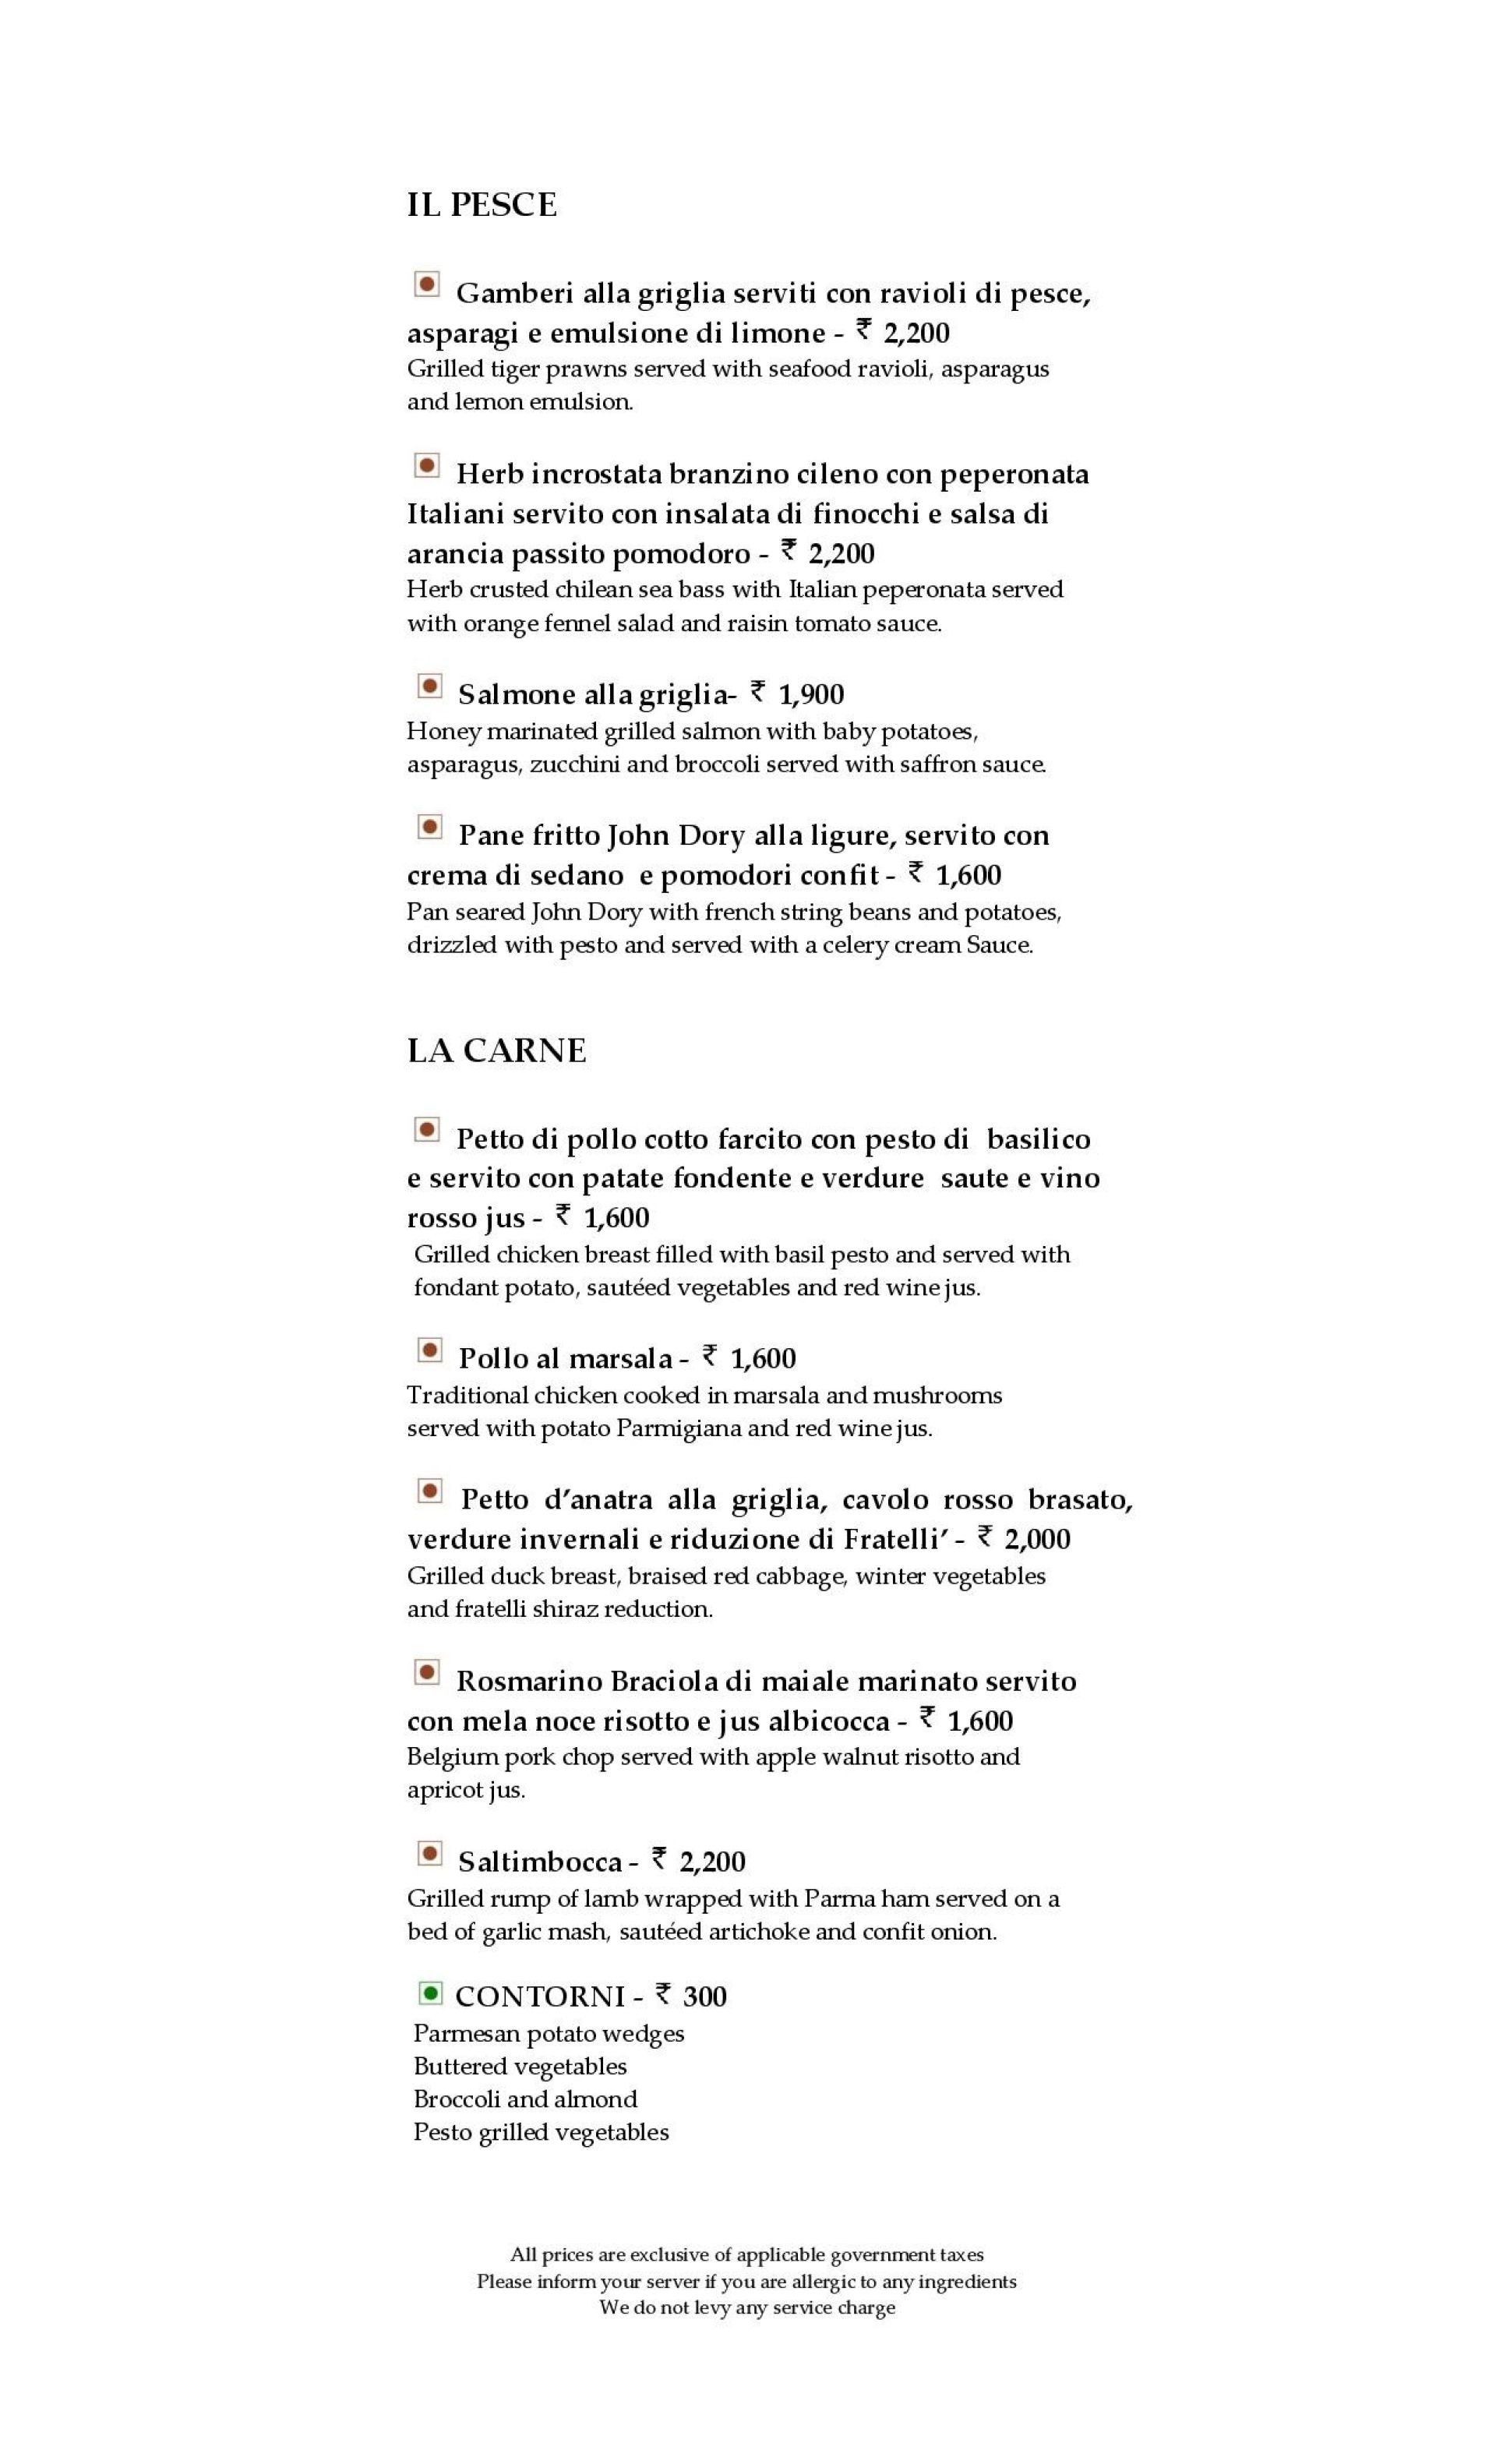 IL PESCE
Gamberi alla griglia serviti con ravioli di pesce,
asparagi e emulsione di limone - ₹ 2,200
Grilled tiger prawns served with seafood ravioli, asparagus
and lemon emulsion.
Herb incrostata branzino cileno con peperonata
Italiani servito con insalata di finocchi e salsa di
arancia passito pomodoro - ₹ 2,200
Herb crusted chilean sea bass with Italian peperonata served
with orange fennel salad and raisin tomato sauce.
Salmone alla griglia- ₹ 1,900
Honey marinated grilled salmon with baby potatoes,
asparagus, zucchini and broccoli served with saffron sauce.
Pane fritto John Dory alla ligure, servito con
crema di sedano e pomodori confit - ₹ 1,600
Pan seared John Dory with french string beans and potatoes,
drizzled with pesto and served with a celery cream Sauce.
LA CARNE
Petto di pollo cotto farcito con pesto di basilico
e servito con patate fondente e verdure saute e vino
rosso jus - ₹ 1,600
Grilled chicken breast filled with basil pesto and served with
fondant potato, sautéed vegetables and red wine jus.
Pollo al marsala - ₹ 1,600
Traditional chicken cooked in marsala and mushrooms
served with potato Parmigiana and red wine jus.
Petto d’anatra alla griglia, cavolo rosso brasato,
verdure invernali e riduzione di Fratelli’ - ₹ 2,000
Grilled duck breast, braised red cabbage, winter vegetables
and fratelli shiraz reduction.
Rosmarino Braciola di maiale marinato servito
con mela noce risotto e jus albicocca - ₹ 1,600
Belgium pork chop served with apple walnut risotto and
apricot jus.
Saltimbocca - ₹ 2,200
Grilled rump of lamb wrapped with Parma ham served on a
bed of garlic mash, sautéed artichoke and confit onion.
CONTORNI - ₹ 300
Parmesan potato wedges
Buttered vegetables
Broccoli and almond
Pesto grilled vegetables
All prices are exclusive of applicable government taxes
Please inform your server if you are allergic to any ingredients
We do not levy any service charge